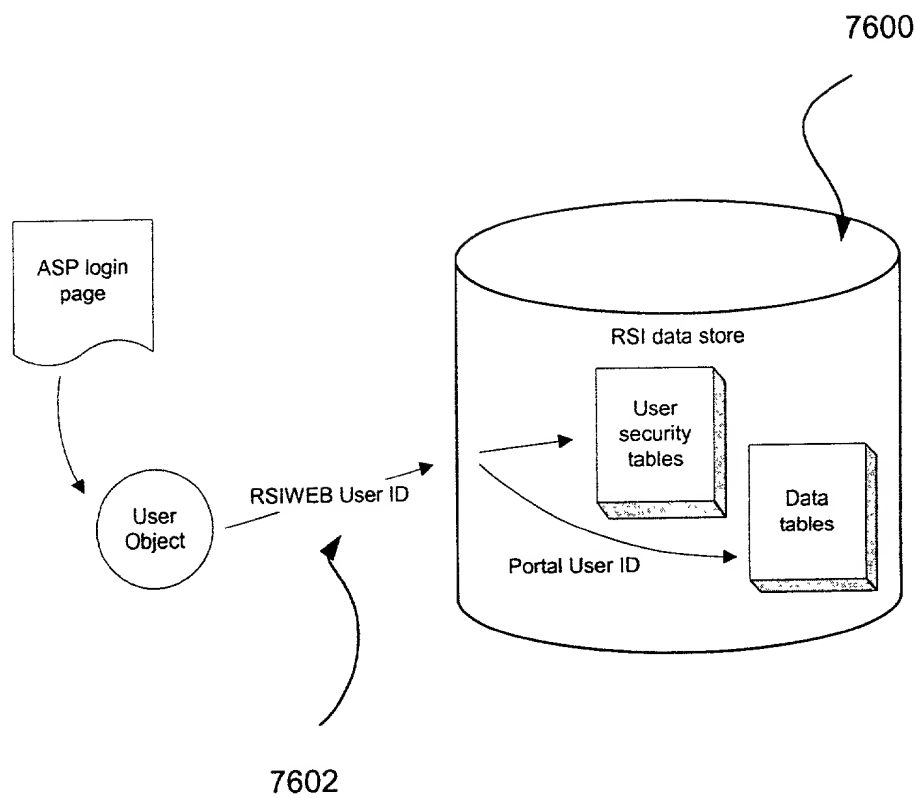 7600
ASP login
page
RSI data store
User
security
tables
RSIWEB User ID
User
Object
Data
tables
Portal User ID
7602